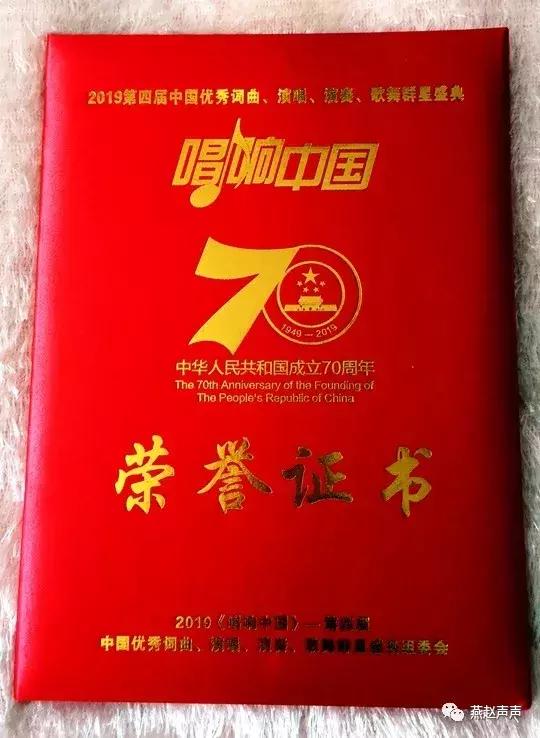 2019第四届中国优秀词曲、演唱、演奏、歌舞群星盛典
唱响中国
70
1949—2019
中华人民共和国成立70周年
The 70th Anniversary of the Founding of
The People's Republic of China
荣誉证书
2019《唱响中国》—第四届
中国优秀词曲、演唱、演奏、歌舞群星盛典组委会
燕赵声声